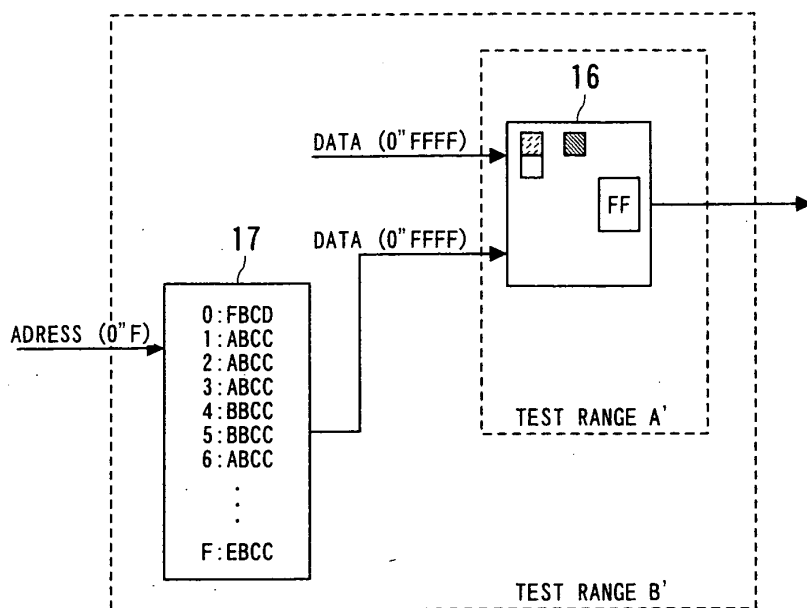 16
DATA (0"FFFF)
FF
17
DATA (0"FFFF)
ADRESS (0"F)
0:FBCD
1:ABCC
2:ABCC
3:ABCC
4:BBCC
5:BBCC
6:ABCC
F:EBCC
TEST RANGE A'
TEST RANGE B'